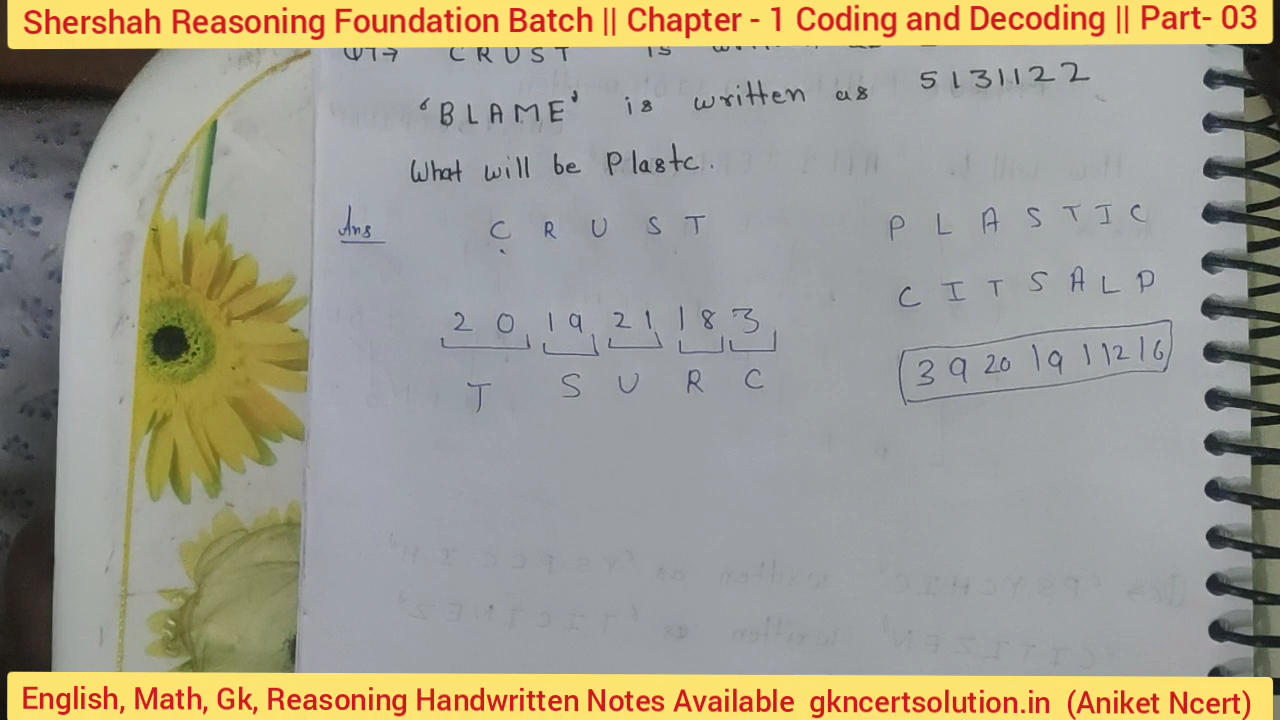 Shershah Reasoning Foundation Batch || Chapter - 1 Coding and Decoding || Part- 03
CRUST is
'BLAME' is written as 5131122
What will be Plastc.
Ans C R U S T
P L A S T I C
C I T S A L P
20 19 21 18 3
3 9 20 19 1 12 16
T S U R C
English, Math, Gk, Reasoning Handwritten Notes Available gkncertsolution.in (Aniket Ncert)